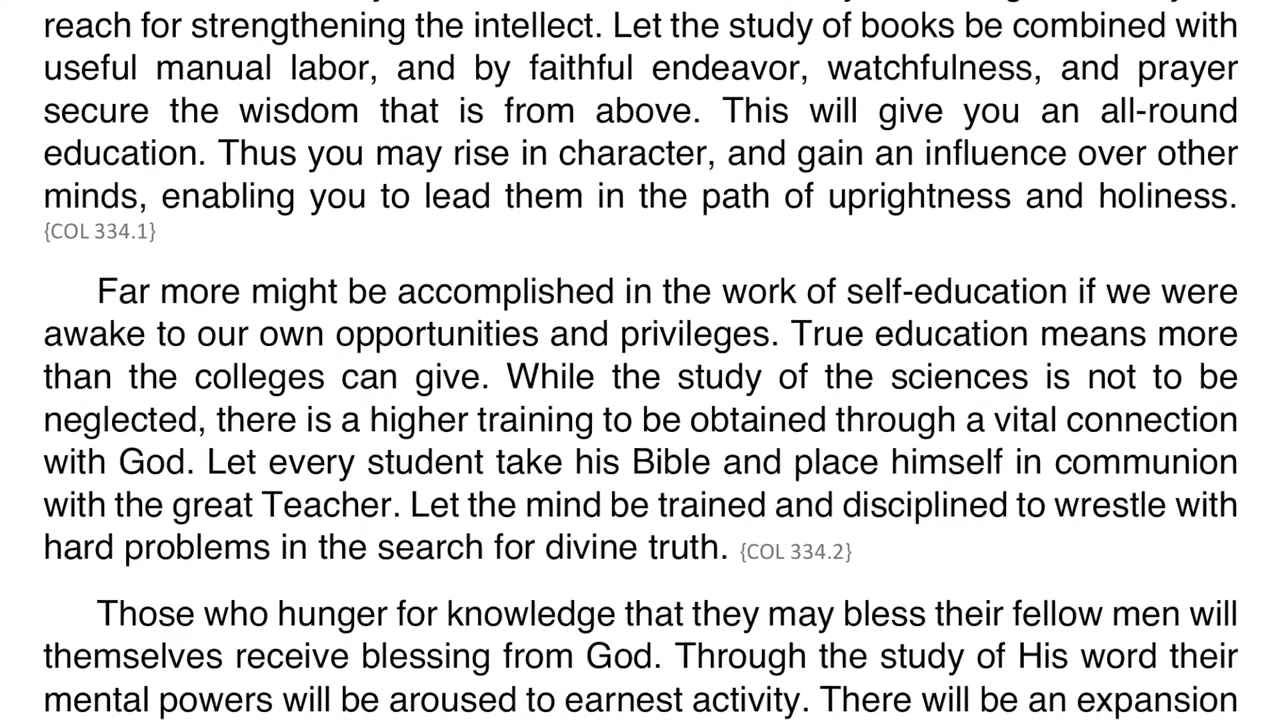 reach for strengthening the intellect. Let the study of books be combined with
useful manual labor, and by faithful endeavor, watchfulness, and prayer
secure the wisdom that is from above. This will give you an all-round
education. Thus you may rise in character, and gain an influence over other
minds, enabling you to lead them in the path of uprightness and holiness.
{COL 334.1}
Far more might be accomplished in the work of self-education if we were
awake to our own opportunities and privileges. True education means more
than the colleges can give. While the study of the sciences is not to be
neglected, there is a higher training to be obtained through a vital connection
with God. Let every student take his Bible and place himself in communion
with the great Teacher. Let the mind be trained and disciplined to wrestle with
hard problems in the search for divine truth. {COL 334.2}
Those who hunger for knowledge that they may bless their fellow men will
themselves receive blessing from God. Through the study of His word their
mental powers will be aroused to earnest activity. There will be an expansion